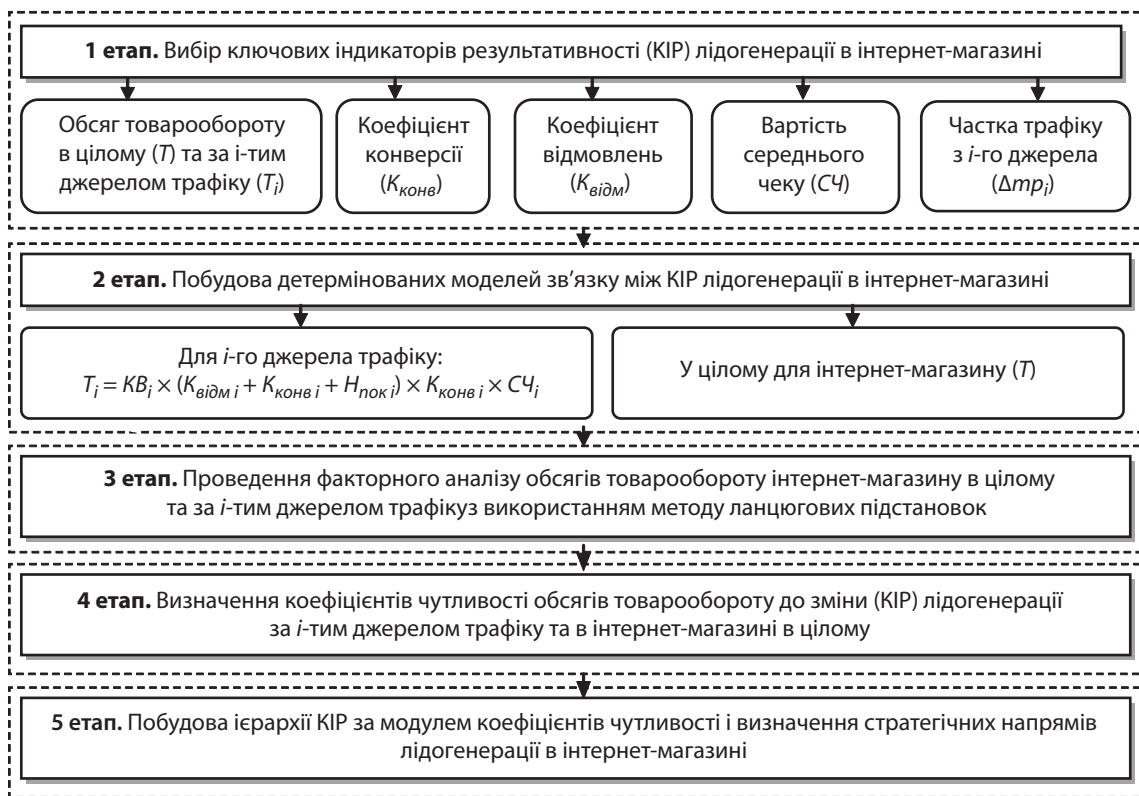 1 етап. Вибір ключових індикаторів результативності (КІР) лідогенерації в інтернет-магазині
Обсяг товарообороту
в цілому (T) та за і-тим
джерелом трафіку (Tᵢ)
Коефіцієнт
конверсії
(Kконв)
Коефіцієнт
відмовлень
(Kвідм)
Вартість
середнього
чеку (СЧ)
Частка трафіку
з i-го джерела
(Δmpᵢ)
2 етап. Побудова детермінованих моделей зв'язку між КІР лідогенерації в інтернет-магазині
Для i-го джерела трафіку:
Tᵢ = KBᵢ × (Kвідм i + Kконв i + Hпок i) × Kконв i × СЧᵢ
У цілому для інтернет-магазину (T)
3 етап. Проведення факторного аналізу обсягів товарообороту інтернет-магазину в цілому
та за i-тим джерелом трафікуз використанням методу ланцюгових підстановок
4 етап. Визначення коефіцієнтів чутливості обсягів товарообороту до зміни (КІР) лідогенерації
за i-тим джерелом трафіку та в інтернет-магазині в цілому
5 етап. Побудова ієрархії КІР за модулем коефіцієнтів чутливості і визначення стратегічних напрямів
лідогенерації в інтернет-магазині